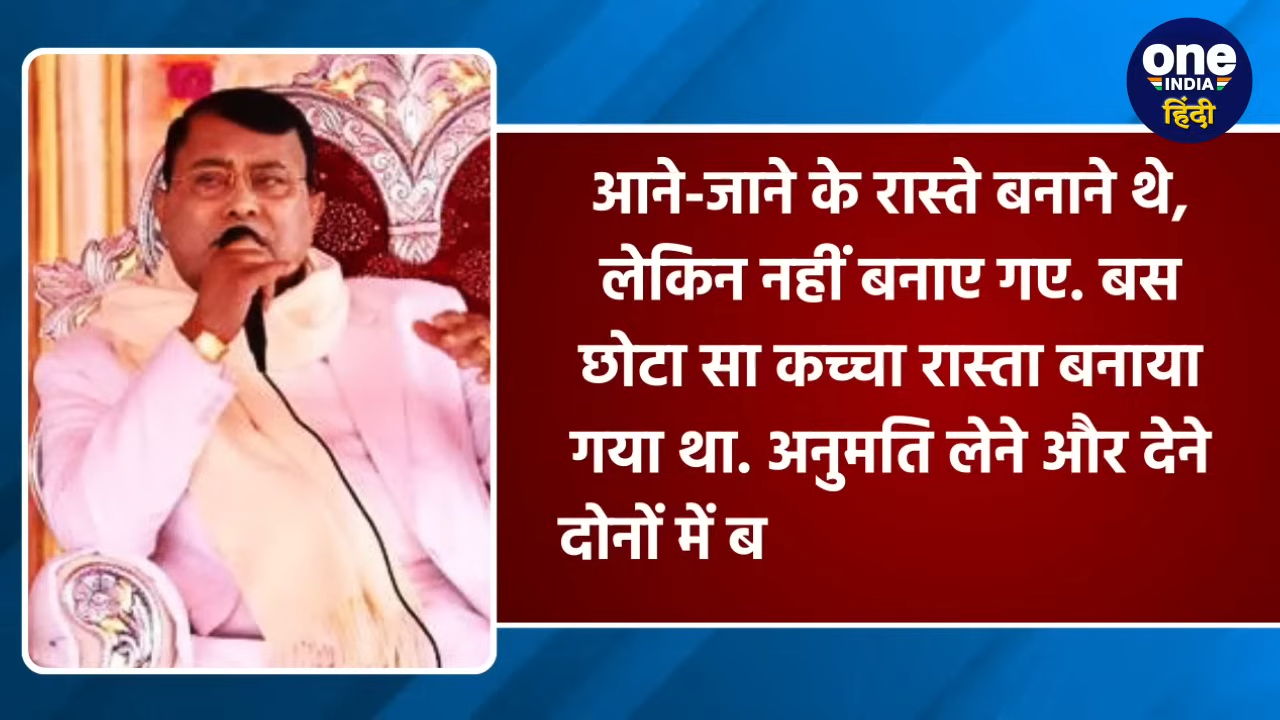 one
INDIA
हिंदी
आने-जाने के रास्ते बनाने थे,
लेकिन नहीं बनाए गए. बस
छोटा सा कच्चा रास्ता बनाया
गया था. अनुमति लेने और देने
दोनों में ब